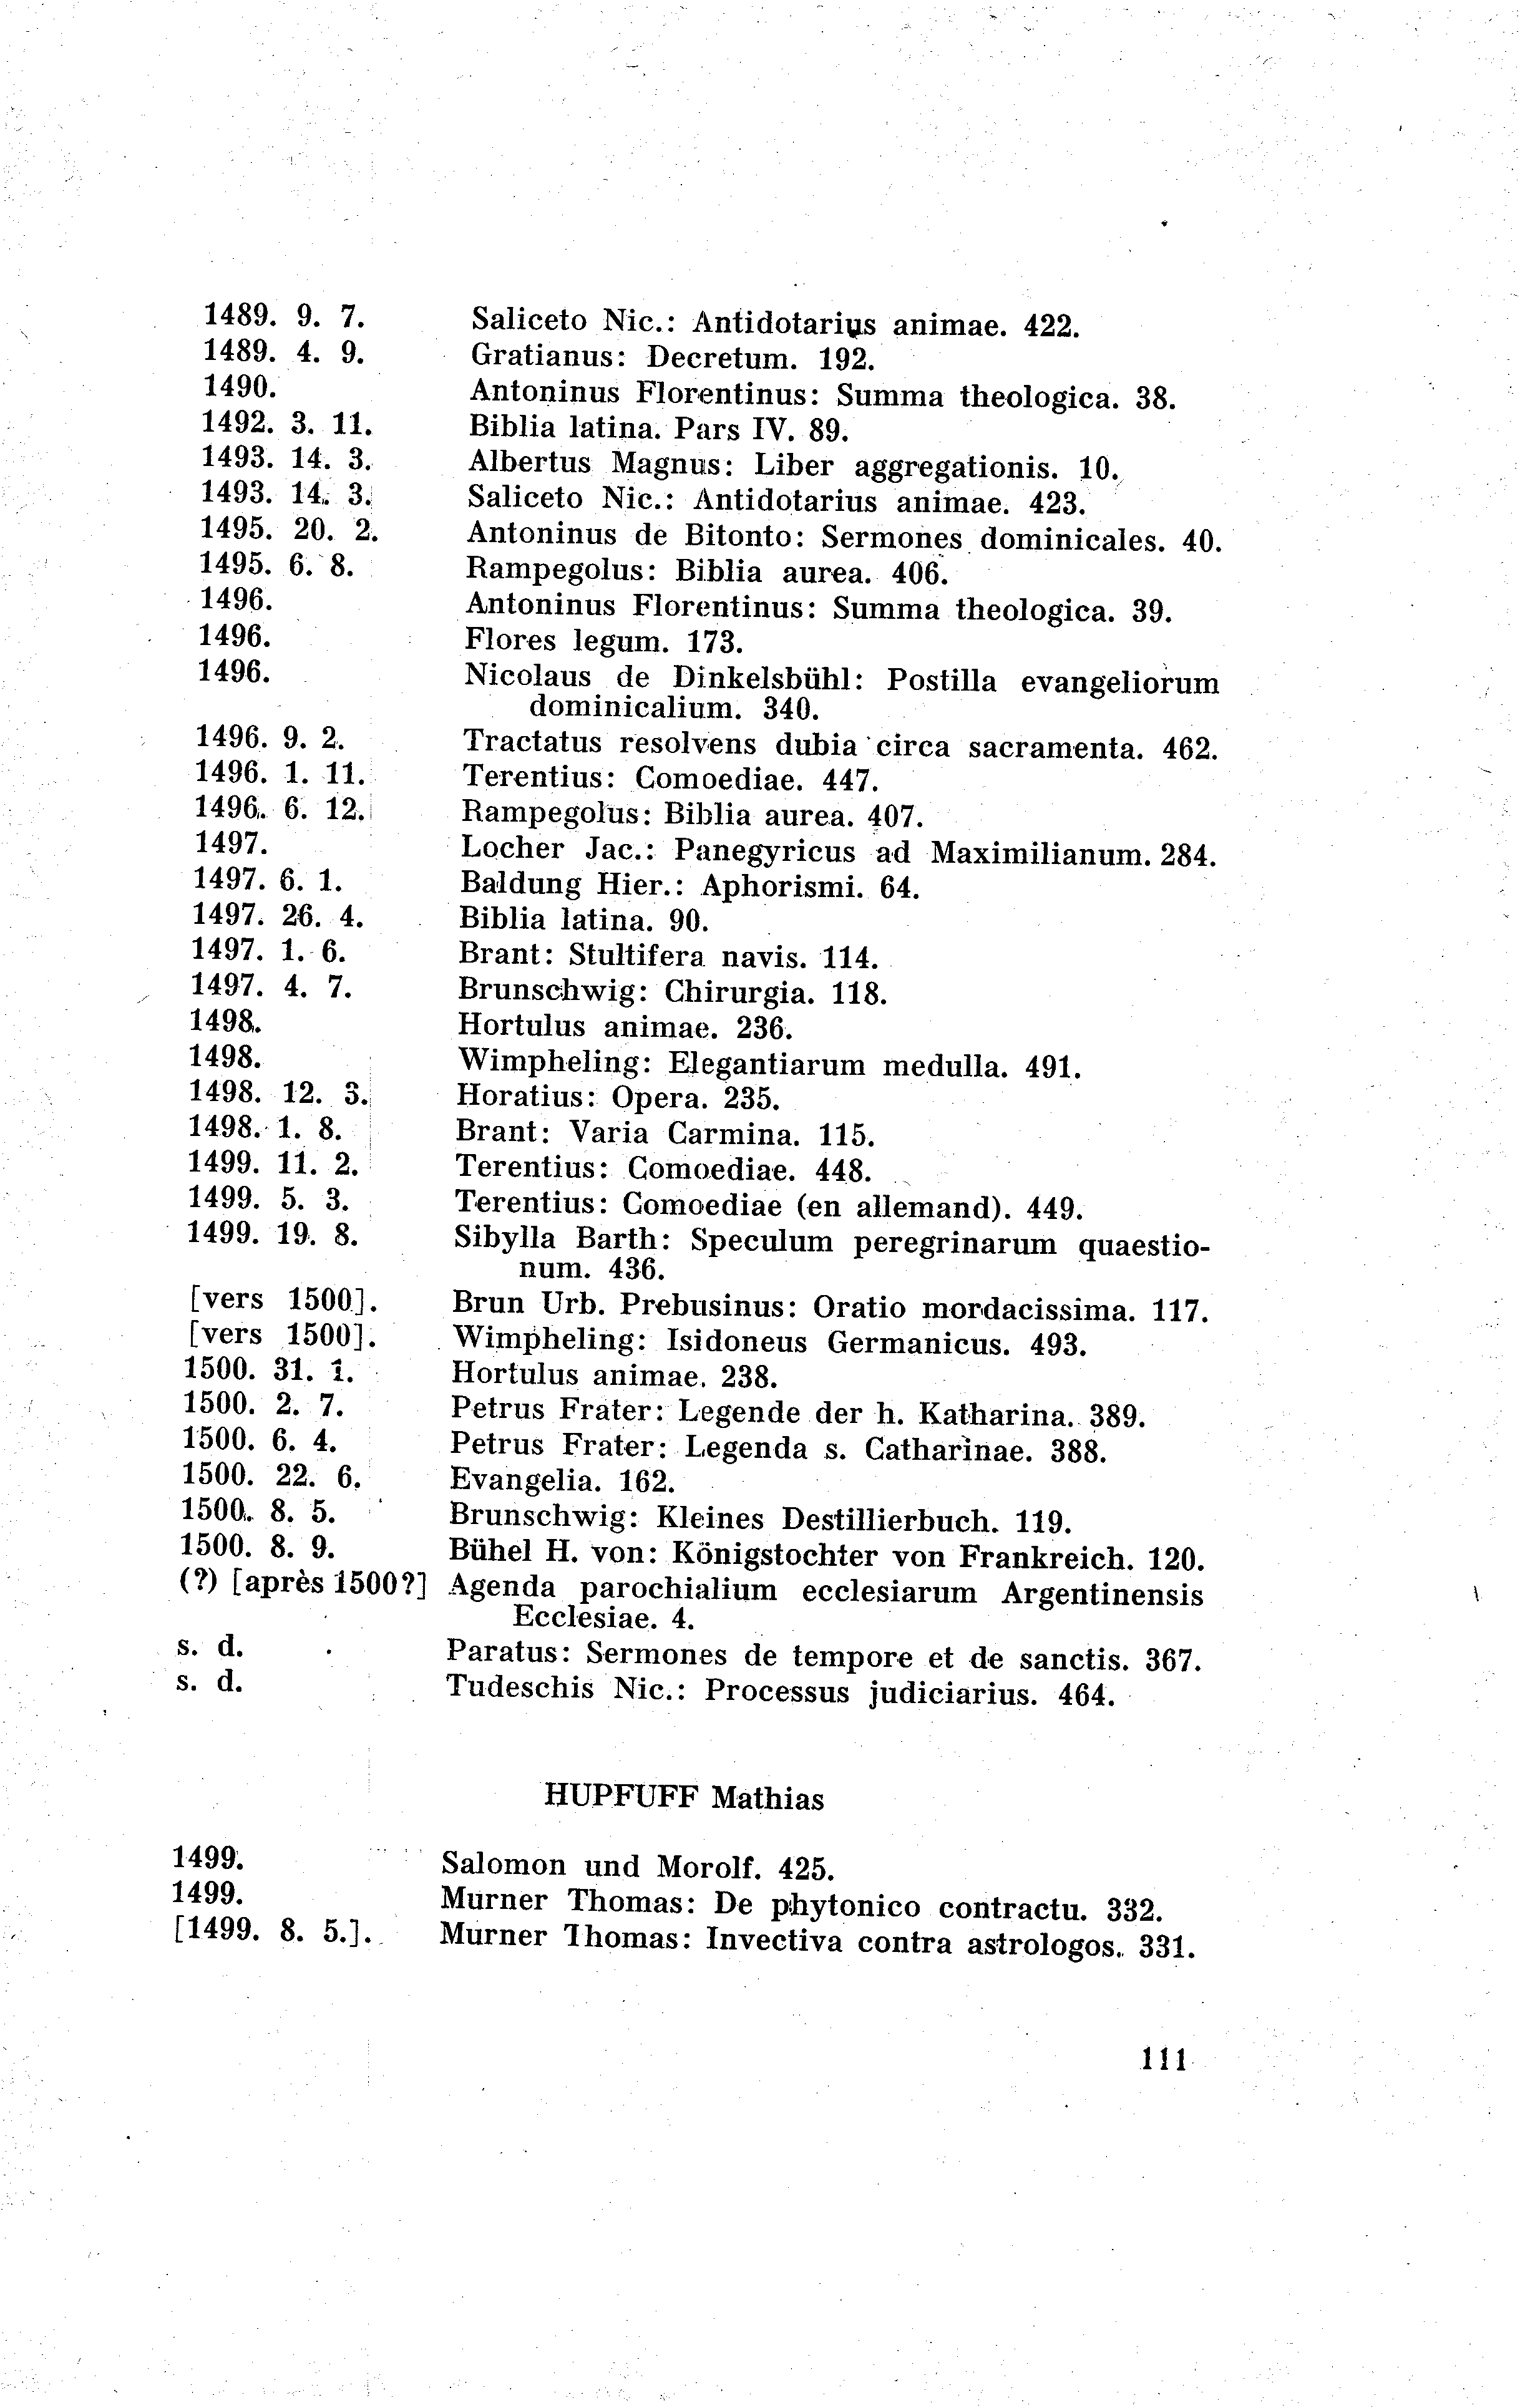 1489. 9. 7. Saliceto Nic.: Antidotarius animae. 422.
1489. 4. 9. Gratianus: Decretum. 192.
1490. Antoninus Florentinus: Summa theologica. 38.
1492. 3. 11. Biblia latina. Pars IV. 89.
1493. 14. 3. Albertus Magnus: Liber aggregationis. 10.
1493. 14. 3. Saliceto Nic.: Antidotarius animae. 423.
1495. 20. 2. Antoninus de Bitonto: Sermones dominicales. 40.
1495. 6. 8. Rampegolus: Biblia aurea. 406.
1496. Antoninus Florentinus: Summa theologica. 39.
1496. Flores legum. 173.
1496. Nicolaus de Dinkelsbühl: Postilla evangeliorum
dominicalium. 340.
1496. 9. 2. Tractatus resolvens dubia circa sacramenta. 462.
1496. 1. 11. Terentius: Comoediae. 447.
1496. 6. 12. Rampegolus: Biblia aurea. 407.
1497. Locher Jac.: Panegyricus ad Maximilianum. 284.
1497. 6. 1. Baldung Hier.: Aphorismi. 64.
1497. 26. 4. Biblia latina. 90.
1497. 1. 6. Brant: Stultifera navis. 114.
1497. 4. 7. Brunschwig: Chirurgia. 118.
1498. Hortulus animae. 236.
1498. Wimpheling: Elegantiarum medulla. 491.
1498. 12. 3. Horatius: Opera. 235.
1498. 1. 8. Brant: Varia Carmina. 115.
1499. 11. 2. Terentius: Comoediae. 448.
1499. 5. 3. Terentius: Comoediae (en allemand). 449.
1499. 19. 8. Sibylla Barth: Speculum peregrinarum quaestio-
num. 436.
[vers 1500]. Brun Urb. Prebusinus: Oratio mordacissima. 117.
[vers 1500]. Wimpheling: Isidoneus Germanicus. 493.
1500. 31. 1. Hortulus animae. 238.
1500. 2. 7. Petrus Frater: Legende der h. Katharina. 389.
1500. 6. 4. Petrus Frater: Legenda s. Catharinae. 388.
1500. 22. 6. Evangelia. 162.
1500. 8. 5. Brunschwig: Kleines Destillierbuch. 119.
1500. 8. 9. Bühel H. von: Königstochter von Frankreich. 120.
(?) [après 1500?] Agenda parochialium ecclesiarum Argentinensis
Ecclesiae. 4.
s. d. Paratus: Sermones de tempore et de sanctis. 367.
s. d. Tudeschis Nic.: Processus judiciarius. 464.
HUPFUFF Mathias
1499. Salomon und Morolf. 425.
1499. Murner Thomas: De phytonico contractu. 332.
[1499. 8. 5.]. Murner Thomas: Invectiva contra astrologos. 331.
111